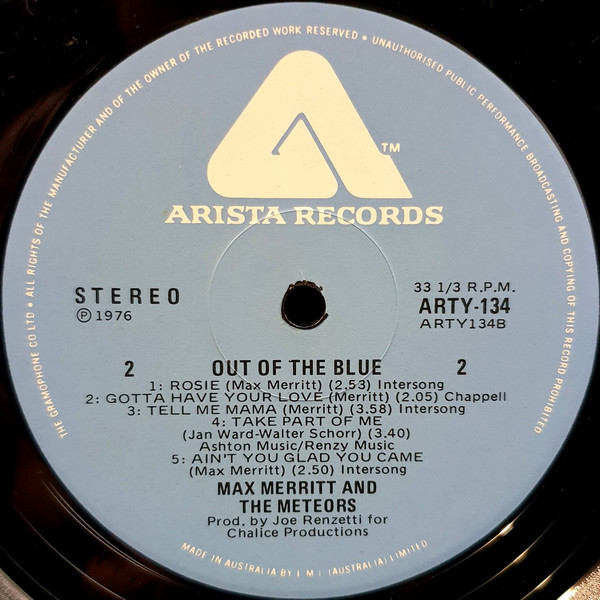 THE GRAMOPHONE CO LTD • ALL RIGHTS OF THE MANUFACTURER AND OF THE OWNER OF THE RECORDED WORK RESERVED • UNAUTHORISED PUBLIC PERFORMANCE BROADCASTING AND COPYING OF THIS RECORD PROHIBITED
TM
ARISTA RECORDS
STEREO
℗ 1976
33 1/3 R.P.M.
ARTY-134
ARTY134B
2 OUT OF THE BLUE 2
1: ROSIE (Max Merritt) (2.53) Intersong
2: GOTTA HAVE YOUR LOVE (Merritt) (2.05) Chappell
3: TELL ME MAMA (Merritt) (3.58) Intersong
4: TAKE PART OF ME
(Jan Ward-Walter Schorr) (3.40)
Ashton Music/Renzy Music
5: AIN'T YOU GLAD YOU CAME
(Max Merritt) (2.50) Intersong
MAX MERRITT AND
THE METEORS
Prod. by Joe Renzetti for
Chalice Productions
MADE IN AUSTRALIA BY E M I (AUSTRALIA) LIMITED